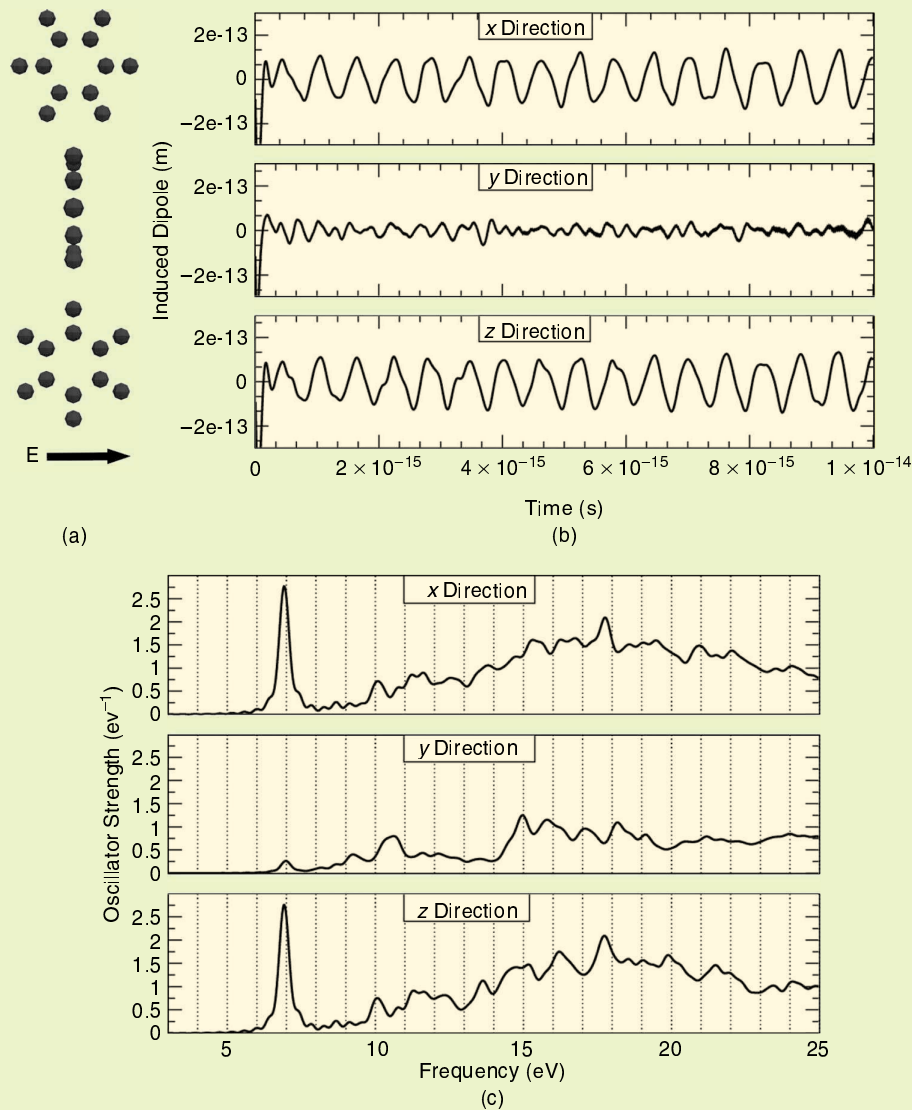 x Direction
2e-13
0
−2e-13
y Direction
2e-13
0
−2e-13
z Direction
2e-13
0
−2e-13
Induced Dipole (m)
E
0 2 × 10−15 4 × 10−15 6 × 10−15 8 × 10−15 1 × 10−14
Time (s)
(a)
(b)
x Direction
2.5
2
1.5
1
0.5
0
y Direction
2.5
2
1.5
1
0.5
0
z Direction
2.5
2
1.5
1
0.5
0
Oscillator Strength (ev−1)
5 10 15 20 25
Frequency (eV)
(c)